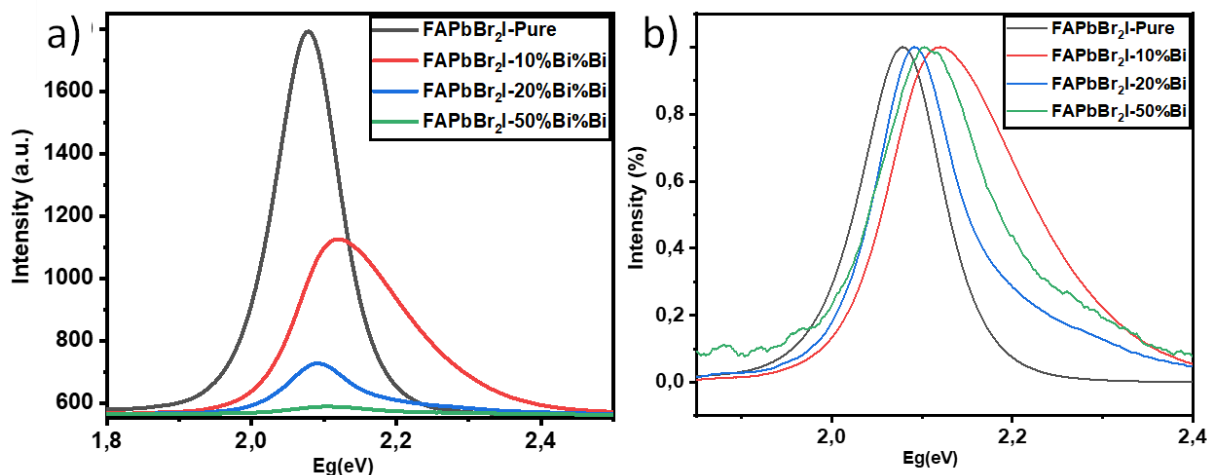 a)
FAPbBr₂I-Pure
FAPbBr₂I-10%Bi%Bi
FAPbBr₂I-20%Bi%Bi
FAPbBr₂I-50%Bi%Bi
Intensity (a.u.)
1600
1400
1200
1000
800
600
1,8
2,0
2,2
2,4
Eg(eV)
b)
FAPbBr₂I-Pure
FAPbBr₂I-10%Bi
FAPbBr₂I-20%Bi
FAPbBr₂I-50%Bi
Intensity (%)
1,0
0,8
0,6
0,4
0,2
0,0
2,0
2,2
2,4
Eg(eV)